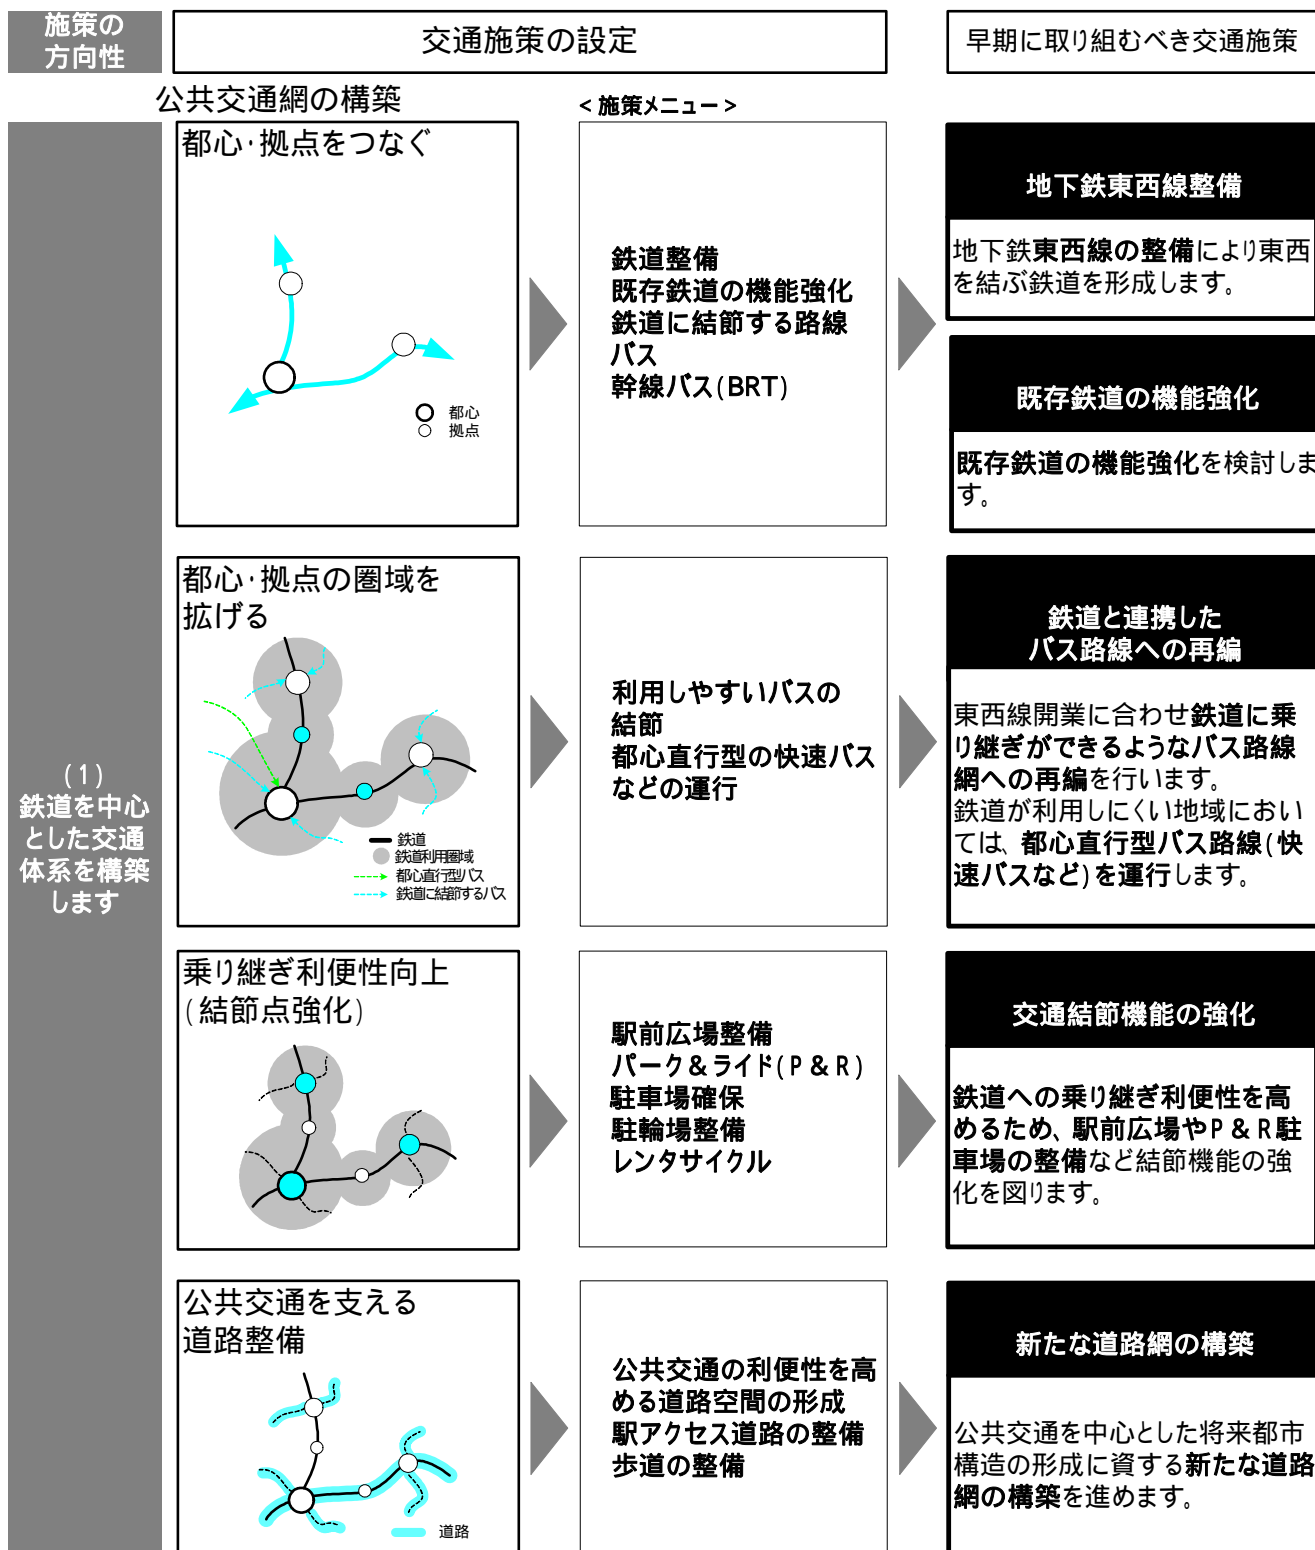 施策の
方向性
交通施策の設定
早期に取り組むべき交通施策
公共交通網の構築
<施策メニュー>
(1)
鉄道を中心
とした交通
体系を構築
します
都心･拠点をつなぐ
都心
拠点
鉄道整備
既存鉄道の機能強化
鉄道に結節する路線
バス
幹線バス(BRT)
地下鉄東西線整備
地下鉄東西線の整備により東西
を結ぶ鉄道を形成します。
既存鉄道の機能強化
既存鉄道の機能強化を検討しま
す。
都心･拠点の圏域を
拡げる
鉄道
鉄道利用圏域
都心直行型バス
鉄道に結節するバス
利用しやすいバスの
結節
都心直行型の快速バス
などの運行
鉄道と連携した
バス路線への再編
東西線開業に合わせ鉄道に乗
り継ぎができるようなバス路線
網への再編を行います。
鉄道が利用しにくい地域におい
ては、都心直行型バス路線(快
速バスなど)を運行します。
乗り継ぎ利便性向上
(結節点強化)
駅前広場整備
パーク&ライド(P&R)
駐車場確保
駐輪場整備
レンタサイクル
交通結節機能の強化
鉄道への乗り継ぎ利便性を高
めるため、駅前広場やP&R駐
車場の整備など結節機能の強
化を図ります。
公共交通を支える
道路整備
道路
公共交通の利便性を高
める道路空間の形成
駅アクセス道路の整備
歩道の整備
新たな道路網の構築
公共交通を中心とした将来都市
構造の形成に資する新たな道路
網の構築を進めます。